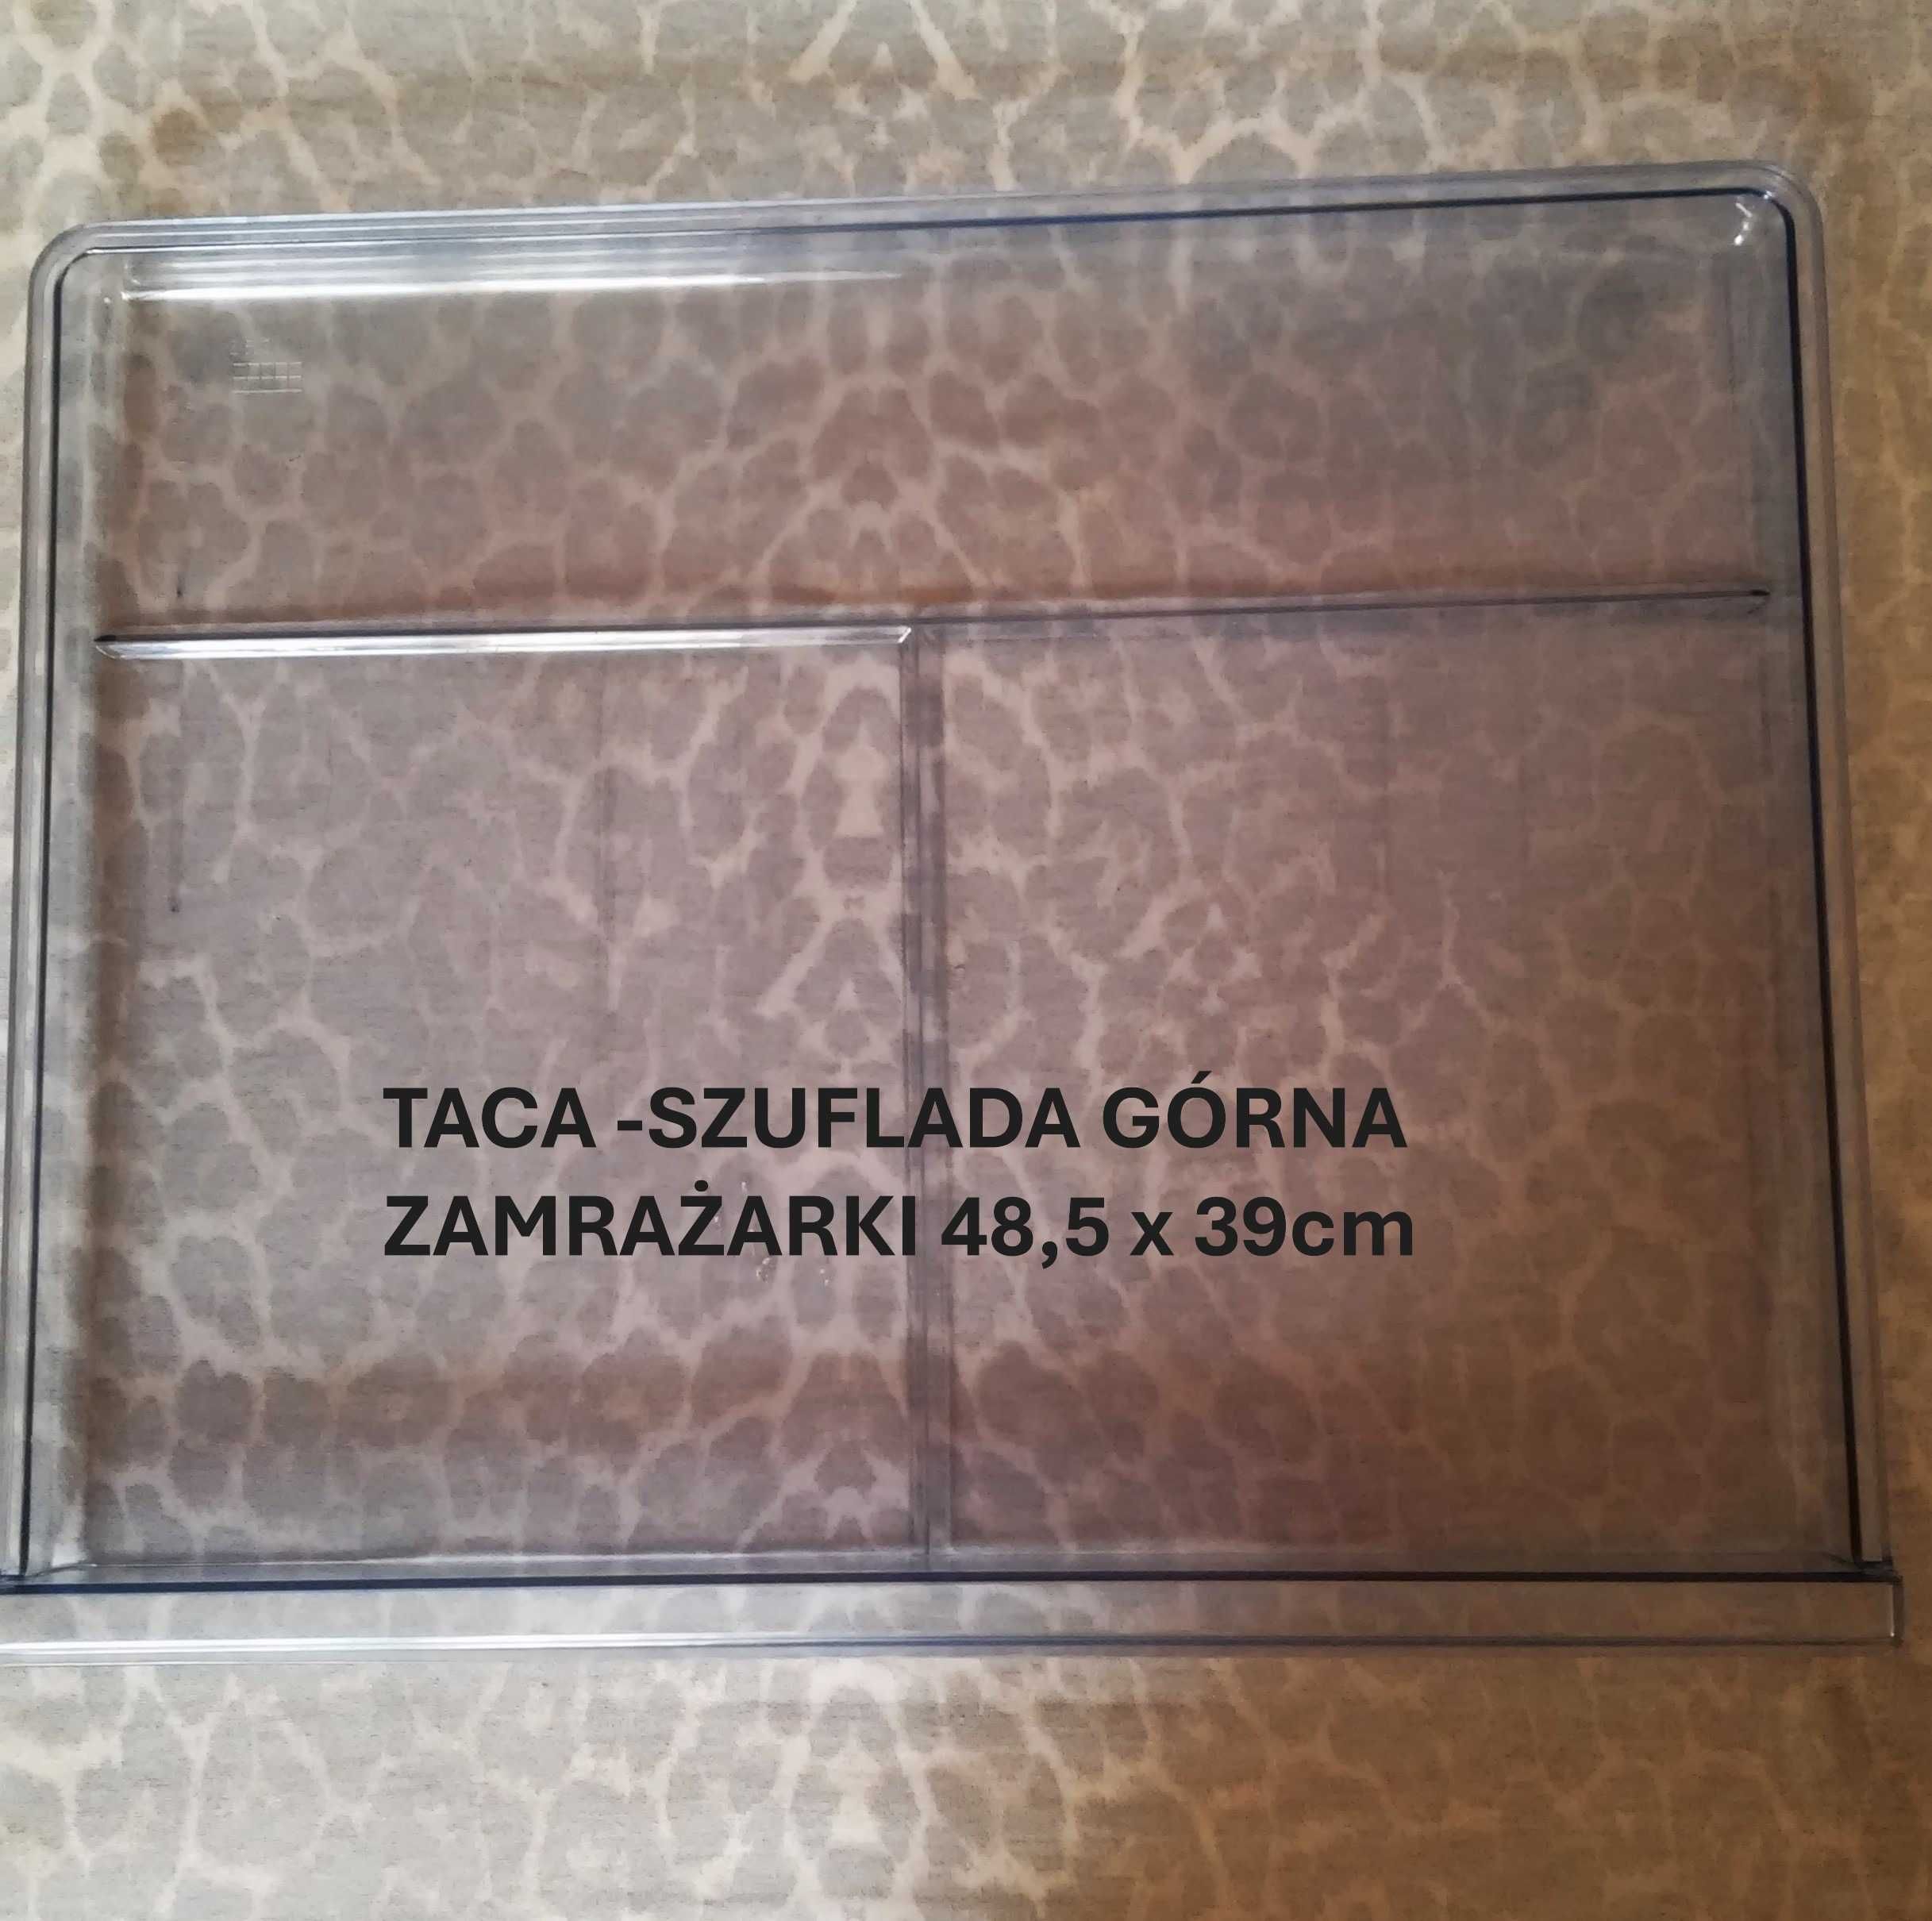 TACA -SZUFLADA GÓRNA
ZAMRAŻARKI 48,5 x 39cm